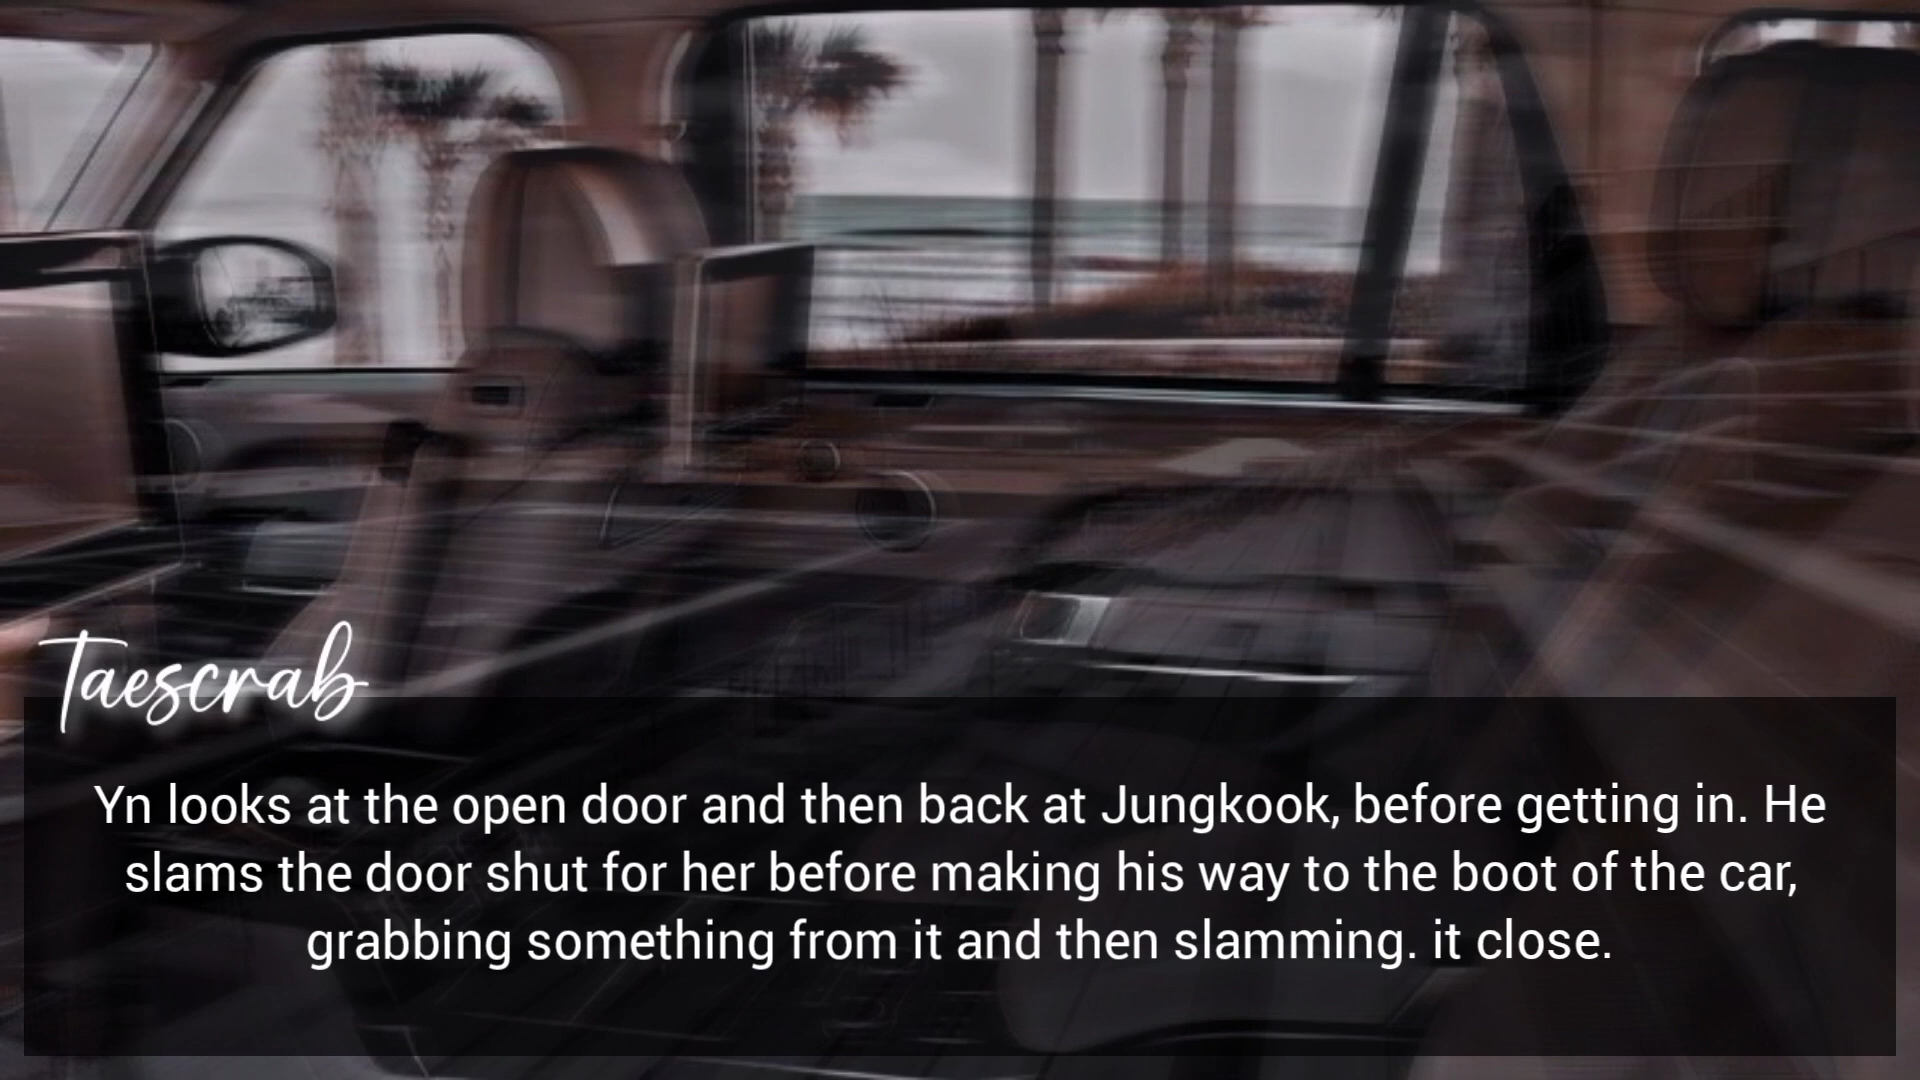 Taescrab
Yn looks at the open door and then back at Jungkook, before getting in. He
slams the door shut for her before making his way to the boot of the car,
grabbing something from it and then slamming. it close.